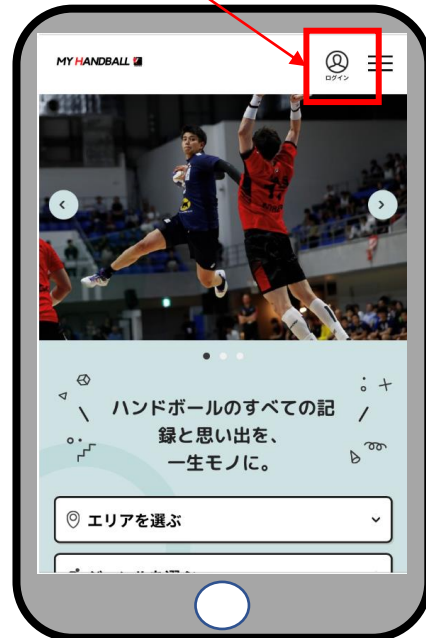 MY HANDBALL
ログイン
ハンドボールのすべての記
録と思い出を、
一生モノに。
エリアを選ぶ